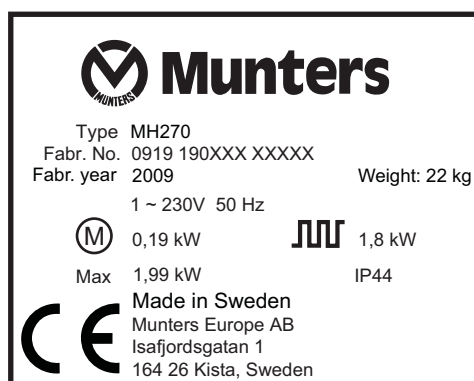 MUNTERS
Munters
Type MH270
Fabr. No. 0919 190XXX XXXXX
Fabr. year 2009 Weight: 22 kg
1 ~ 230V 50 Hz
M 0,19 kW 1,8 kW
Max 1,99 kW IP44
CE
Made in Sweden
Munters Europe AB
Isafjordsgatan 1
164 26 Kista, Sweden